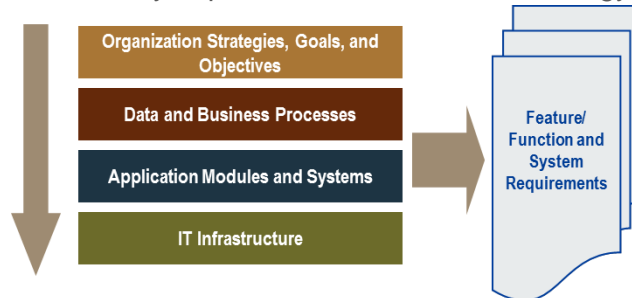 Organization Strategies, Goals, and
Objectives
Data and Business Processes
Application Modules and Systems
IT Infrastructure
Feature/
Function and
System
Requirements